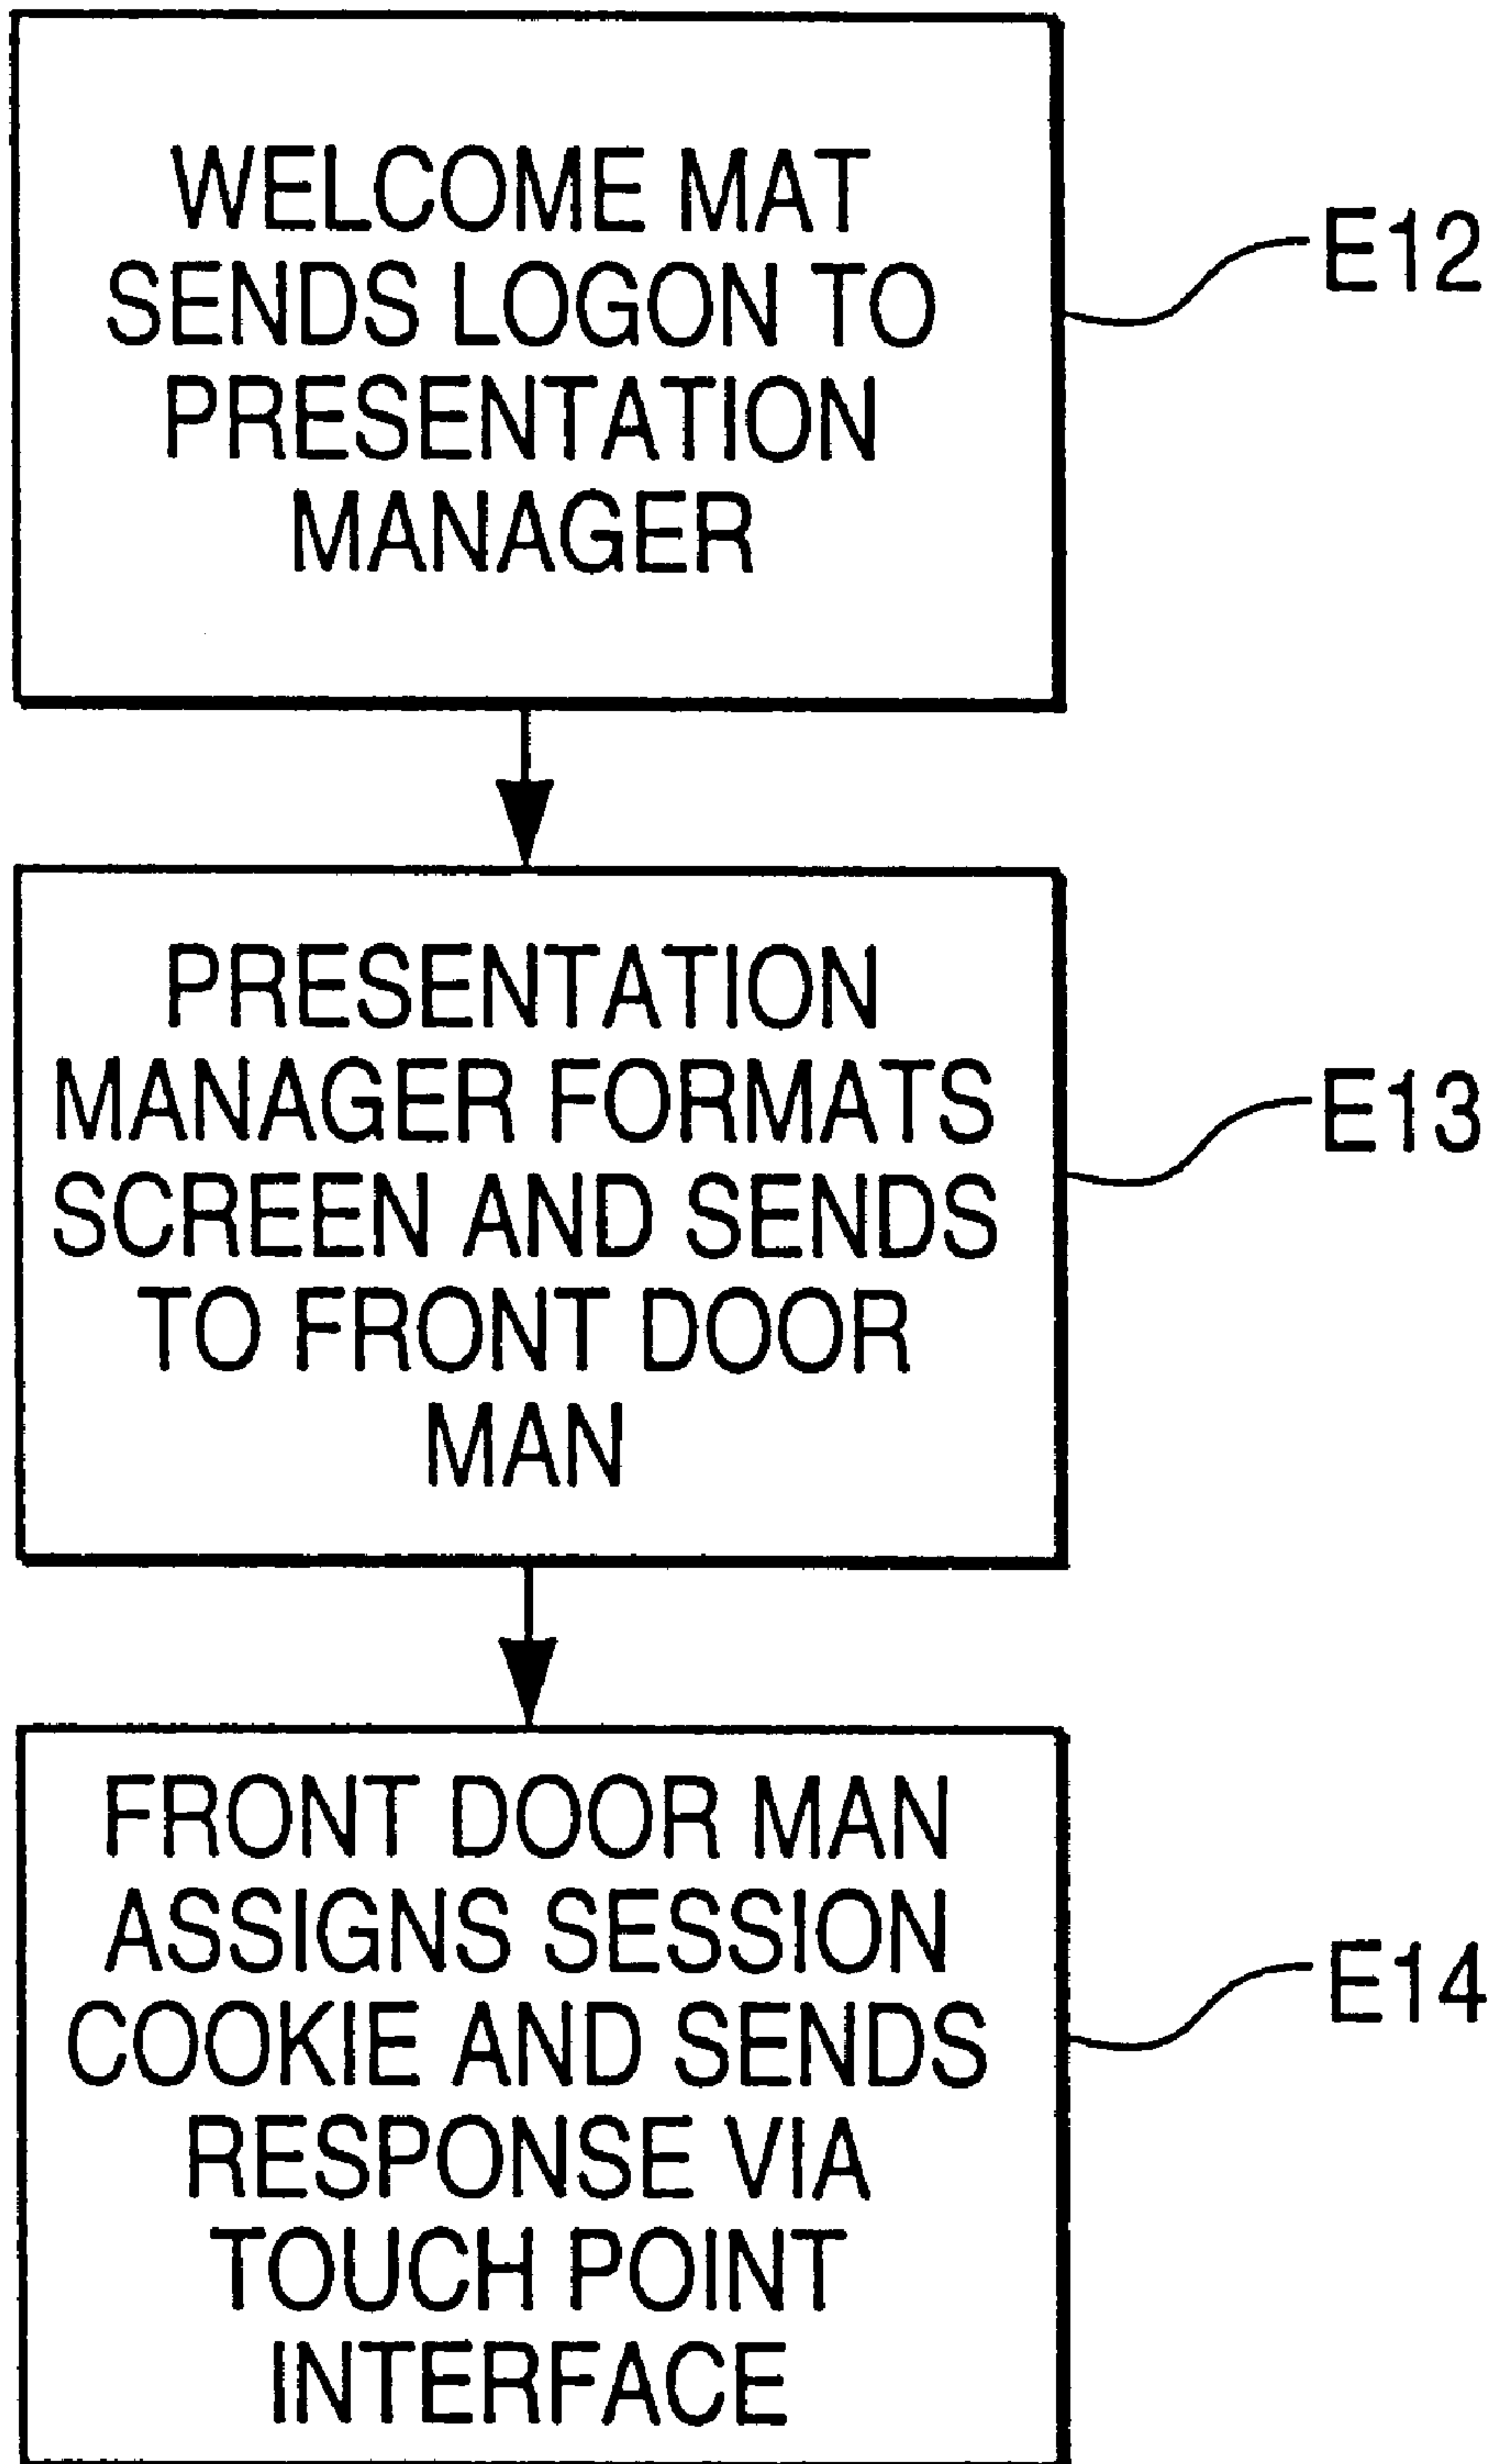 WELCOME MAT
SENDS LOGON TO
PRESENTATION
MANAGER
E12
PRESENTATION
MANAGER FORMATS
SCREEN AND SENDS
TO FRONT DOOR
MAN
E13
FRONT DOOR MAN
ASSIGNS SESSION
COOKIE AND SENDS
RESPONSE VIA
TOUCH POINT
INTERFACE
E14